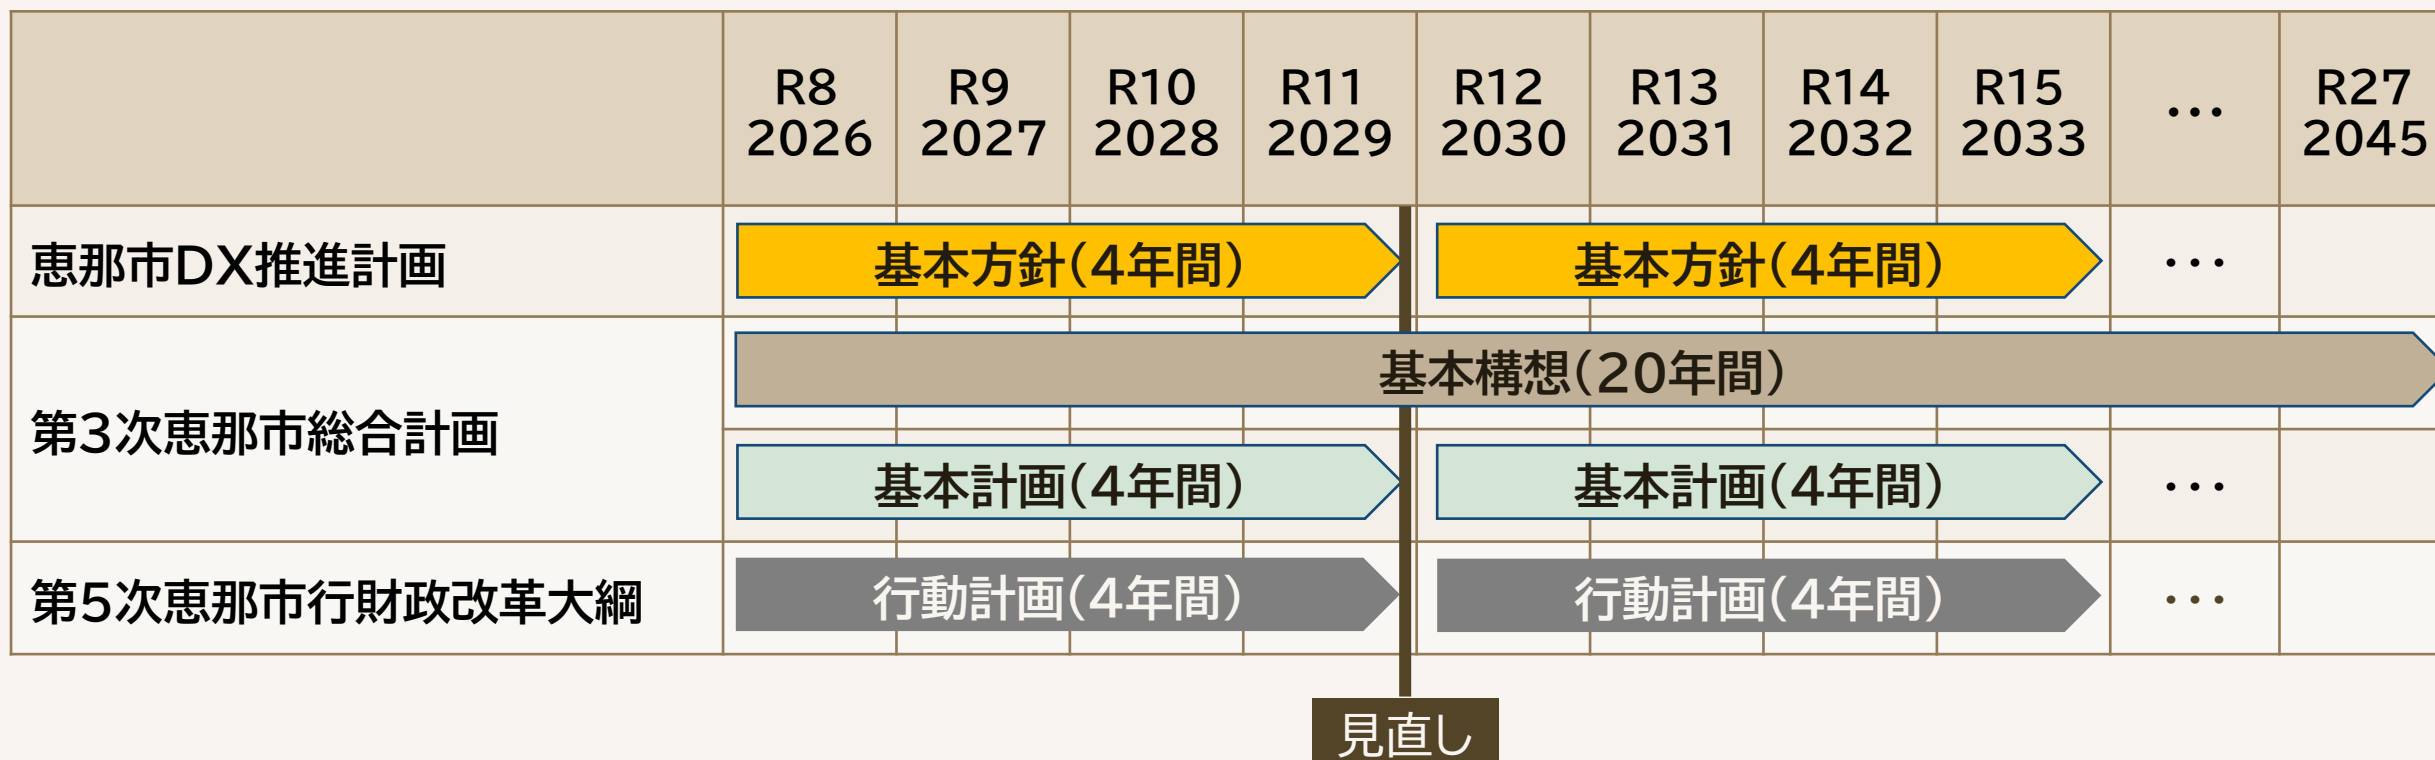 R8
2026
R9
2027
R10
2028
R11
2029
R12
2030
R13
2031
R14
2032
R15
2033
…
R27
2045
恵那市DX推進計画
基本方針(4年間)
基本方針(4年間)
…
第3次恵那市総合計画
基本構想(20年間)
基本計画(4年間)
基本計画(4年間)
…
第5次恵那市行財政改革大綱
行動計画(4年間)
行動計画(4年間)
…
見直し